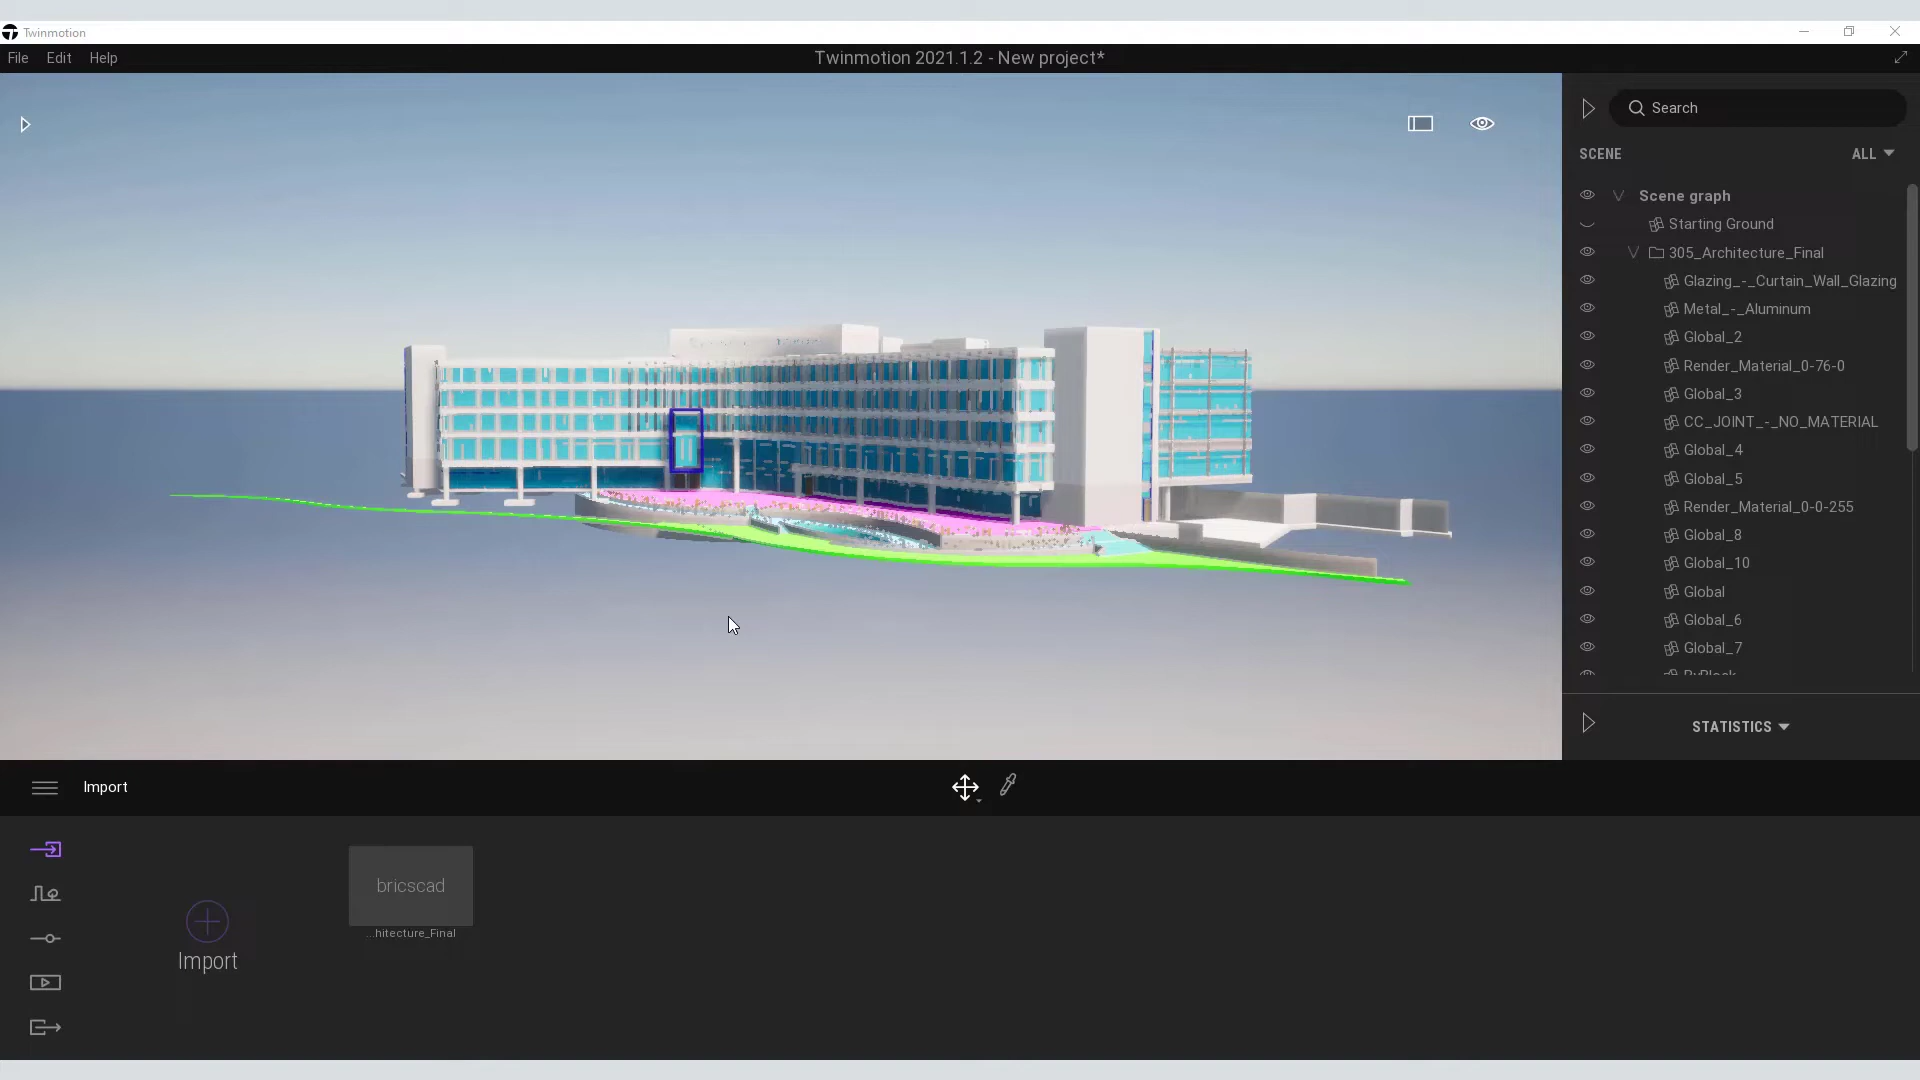 Twinmotion
File Edit Help
Twinmotion 2021.1.2 - New project*
Search
SCENE
ALL
Scene graph
Starting Ground
305_Architecture_Final
Glazing_-_Curtain_Wall_Glazing
Metal_-_Aluminum
Global_2
Render_Material_0-76-0
Global_3
CC_JOINT_-_NO_MATERIAL
Global_4
Global_5
Render_Material_0-0-255
Global_8
Global_10
Global
Global_6
Global_7
STATISTICS
Import
bricscad
...hitecture_Final
Import